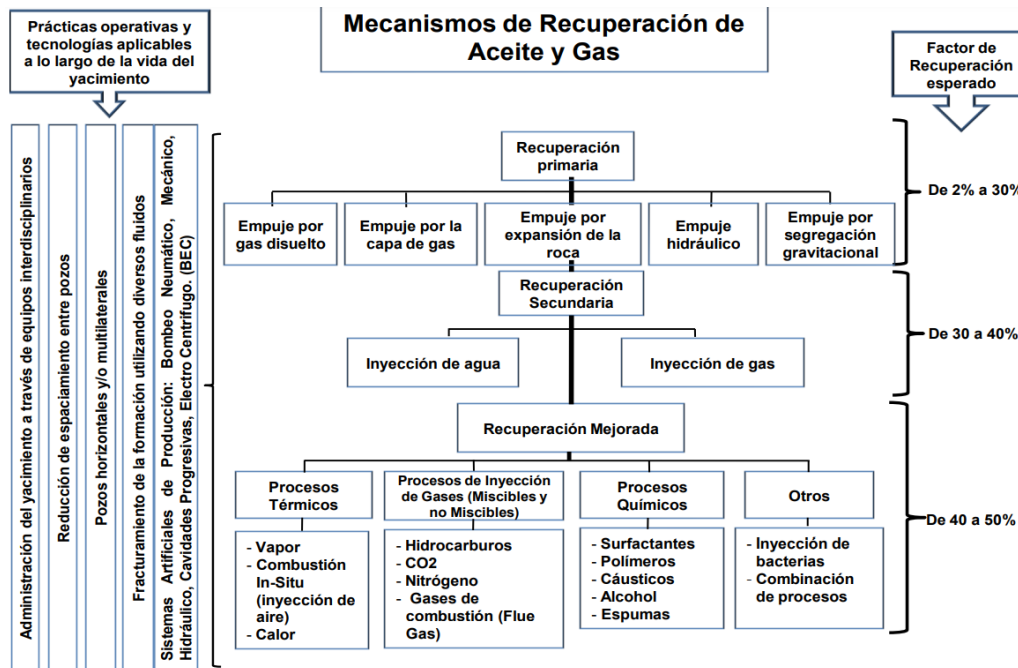 Prácticas operativas y
tecnologías aplicables
a lo largo de la vida del
yacimiento
Mecanismos de Recuperación de
Aceite y Gas
Factor de
Recuperación
esperado
Administración del yacimiento a través de equipos interdisciplinarios
Reducción de espaciamiento entre pozos
Pozos horizontales y/o multilaterales
Fracturamiento de la formación utilizando diversos fluidos
Sistemas Artificiales de Producción: Bombeo Neumático, Mecánico,
Hidráulico, Cavidades Progresivas, Electro Centrífugo. (BEC)
Recuperación
primaria
Empuje por
gas disuelto
Empuje por la
capa de gas
Empuje por
expansión de la
roca
Empuje
hidráulico
Empuje por
segregación
gravitacional
De 2% a 30%
Recuperación
Secundaria
Inyección de agua
Inyección de gas
De 30 a 40%
Recuperación Mejorada
Procesos
Térmicos
Procesos de Inyección
de Gases (Miscibles y
no Miscibles)
Procesos
Químicos
Otros
- Vapor
- Combustión
In-Situ
(inyección de
aire)
- Calor
- Hidrocarburos
- CO2
- Nitrógeno
- Gases de
combustión (Flue
Gas)
- Surfactantes
- Polímeros
- Cáusticos
- Alcohol
- Espumas
- Inyección de
bacterias
- Combinación
de procesos
De 40 a 50%